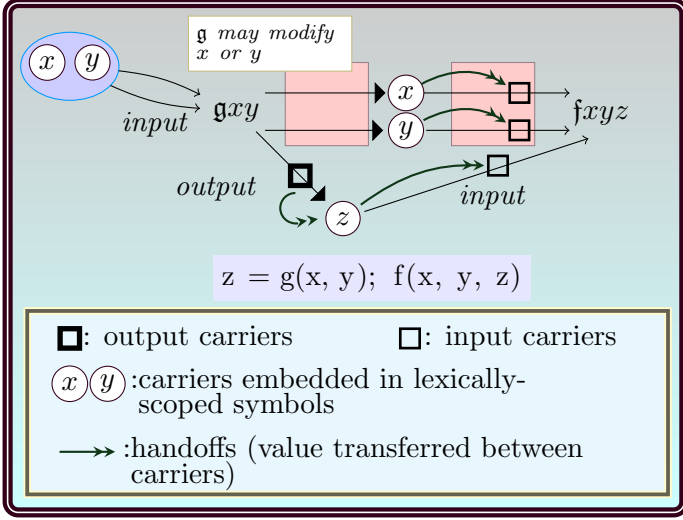 𝔤 may modify
x or y
x y
input
𝔤xy
x
y
𝔣xyz
output
input
z
z = g(x, y); f(x, y, z)
: output carriers
: input carriers
x y :carriers embedded in lexically-
scoped symbols
:handoffs (value transferred between
carriers)